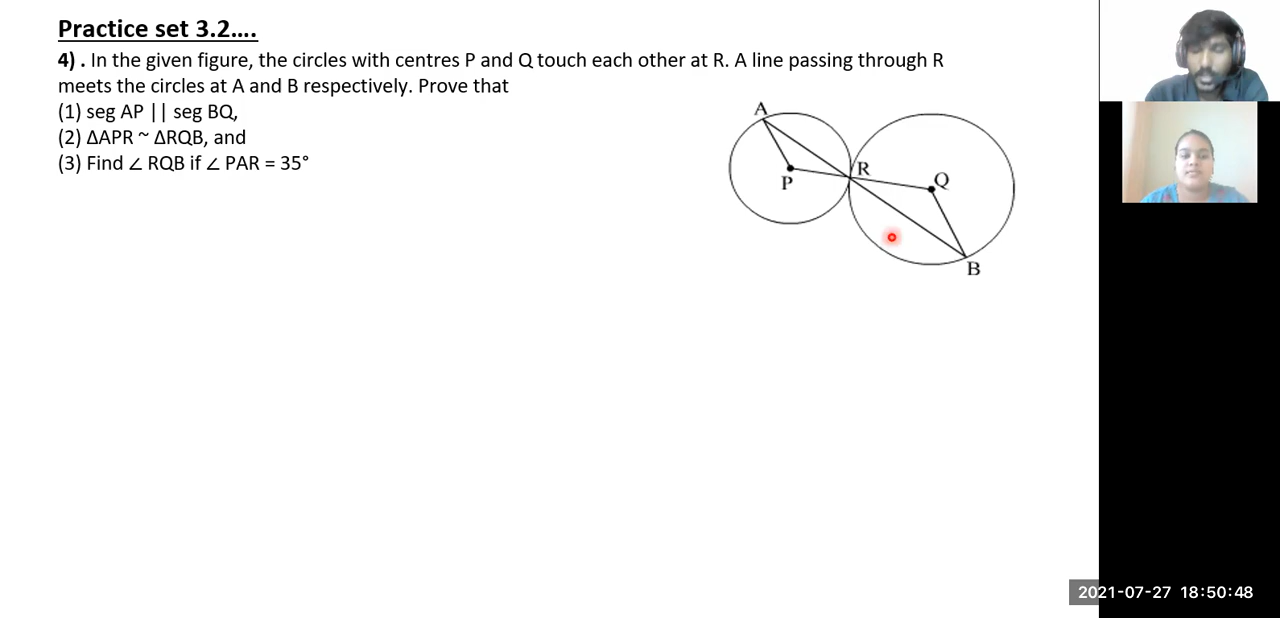 Practice set 3.2....
4) . In the given figure, the circles with centres P and Q touch each other at R. A line passing through R
meets the circles at A and B respectively. Prove that
(1) seg AP || seg BQ,
(2) ΔAPR ~ ΔRQB, and
(3) Find ∠ RQB if ∠ PAR = 35°
A
R
P
Q
B
2021-07-27 18:50:48